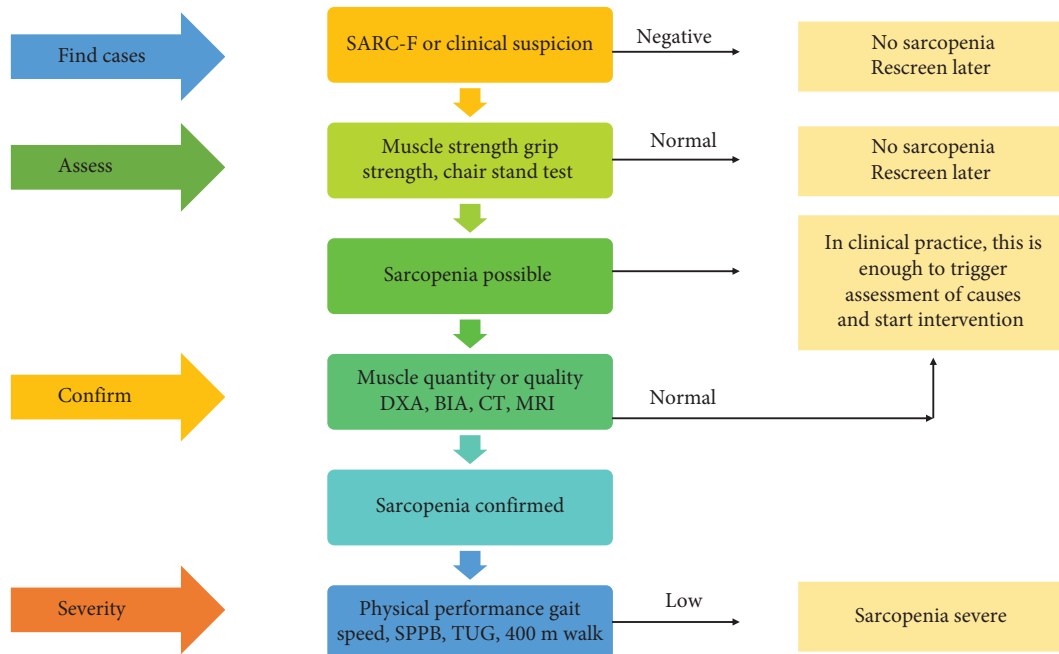 Find cases
SARC-F or clinical suspicion
Negative
No sarcopenia
Rescreen later
Assess
Muscle strength grip
strength, chair stand test
Normal
No sarcopenia
Rescreen later
Sarcopenia possible
In clinical practice, this is
enough to trigger
assessment of causes
and start intervention
Confirm
Muscle quantity or quality
DXA, BIA, CT, MRI
Normal
Sarcopenia confirmed
Severity
Physical performance gait
speed, SPPB, TUG, 400 m walk
Low
Sarcopenia severe